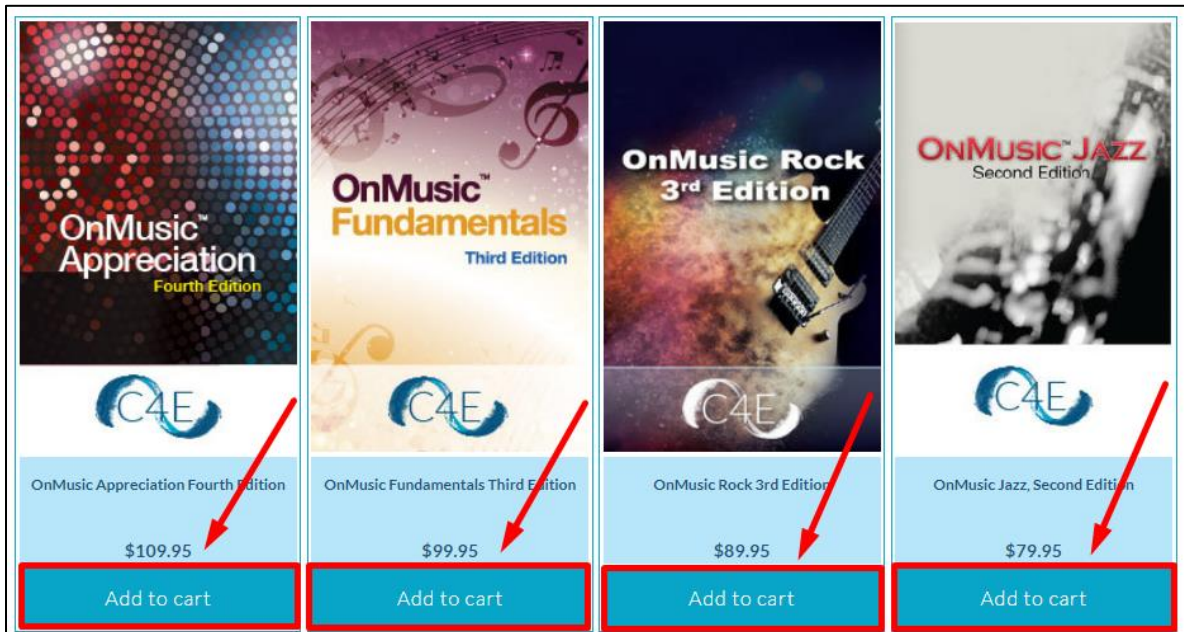 OnMusic™
Appreciation
Fourth Edition
C4E
OnMusic Appreciation Fourth Edition
$109.95
Add to cart
OnMusic™
Fundamentals
Third Edition
C4E
OnMusic Fundamentals Third Edition
$99.95
Add to cart
OnMusic Rock
3rd Edition
C4E
OnMusic Rock 3rd Edition
$89.95
Add to cart
ONMUSIC™ JAZZ
Second Edition
C4E
OnMusic Jazz, Second Edition
$79.95
Add to cart